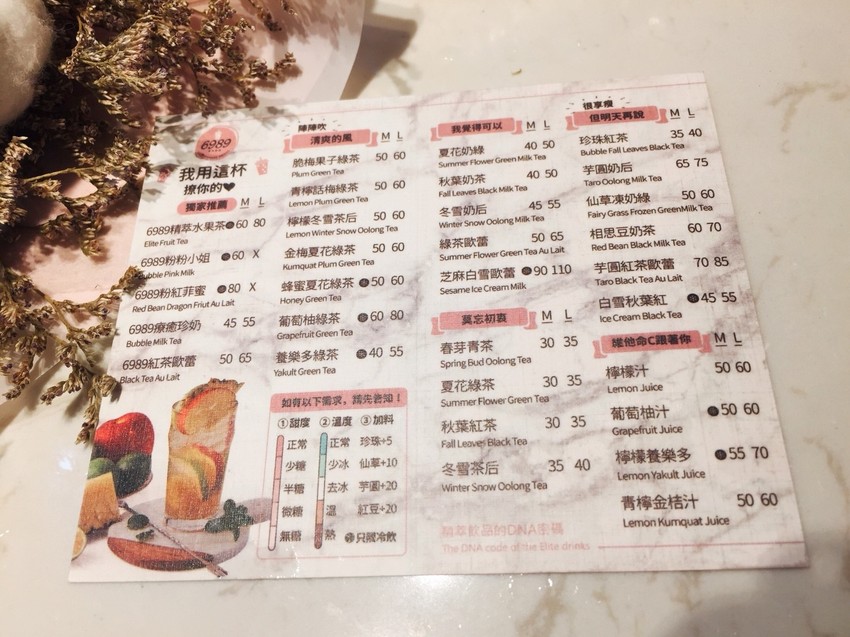 6989
我用這杯
撩你的
獨家推薦 M L
6989精萃水果茶 60 80
Elite Fruit Tea
6989粉粉小姐 60 X
Bubble Pink Milk
6989粉紅菲蜜 80 X
Red Bean Dragon Friut Au Lait
6989療癒珍奶 45 55
Bubble Milk Tea
6989紅茶歐蕾 50 65
Black Tea Au Lait
陣陣吹
清爽的風 M L
脆梅果子綠茶 50 60
Plum Green Tea
青檸話梅綠茶 50 60
Lemon Plum Green Tea
檸檬冬雪茶后 50 60
Lemon Winter Snow Oolong Tea
金梅夏花綠茶 50 60
Kumquat Plum Green Tea
蜂蜜夏花綠茶 50 60
Honey Green Tea
葡萄柚綠茶 60 80
Grapefruit Green Tea
養樂多綠茶 40 55
Yakult Green Tea
如有以下需求，請先告知！
①甜度 ②溫度 ③加料
正常 正常 珍珠+5
少糖 少冰 仙草+10
半糖 去冰 芋圓+20
微糖 溫 紅豆+20
無糖 熱 只限冷飲
我覺得可以 M L
夏花奶綠 40 50
Summer Flower Green Milk Tea
秋葉奶茶 40 50
Fall Leaves Black Milk Tea
冬雪奶后 45 55
Winter Snow Oolong Milk Tea
綠茶歐蕾 50 65
Summer Flower Green Tea Au Lait
芝麻白雪歐蕾 90 110
Sesame Ice Cream Milk
莫忘初衷 M L
春芽青茶 30 35
Spring Bud Oolong Tea
夏花綠茶 30 35
Summer Flower Green Tea
秋葉紅茶 30 35
Fall Leaves Black Tea
冬雪茶后 35 40
Winter Snow Oolong Tea
精萃飲品的DNA密碼
The DNA code of the Elite drinks
很享瘦
但明天再說 M L
珍珠紅茶 35 40
Bubble Fall Leaves Black Tea
芋圓奶后 65 75
Taro Oolong Milk Tea
仙草凍奶綠 50 60
Fairy Grass Frozen GreenMilk Tea
相思豆奶茶 60 70
Red Bean Black Milk Tea
芋圓紅茶歐蕾 70 85
Taro Black Tea Au Lait
白雪秋葉紅 45 55
Ice Cream Black Tea
維他命C跟著你 M L
檸檬汁 50 60
Lemon Juice
葡萄柚汁 50 60
Grapefruit Juice
檸檬養樂多 55 70
Lemon Yakult Juice
青檸金桔汁 50 60
Lemon Kumquat Juice